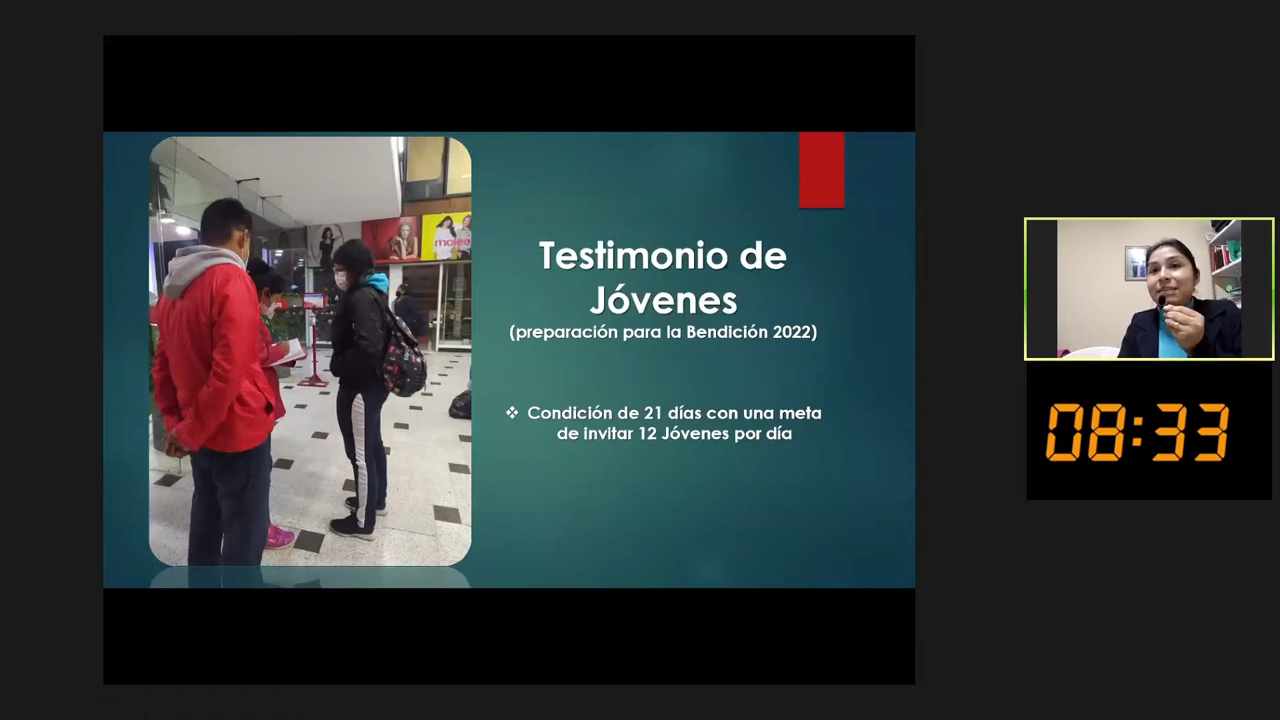 Testimonio de
Jóvenes
(preparación para la Bendición 2022)
❖ Condición de 21 días con una meta
de invitar 12 Jóvenes por día
08:33